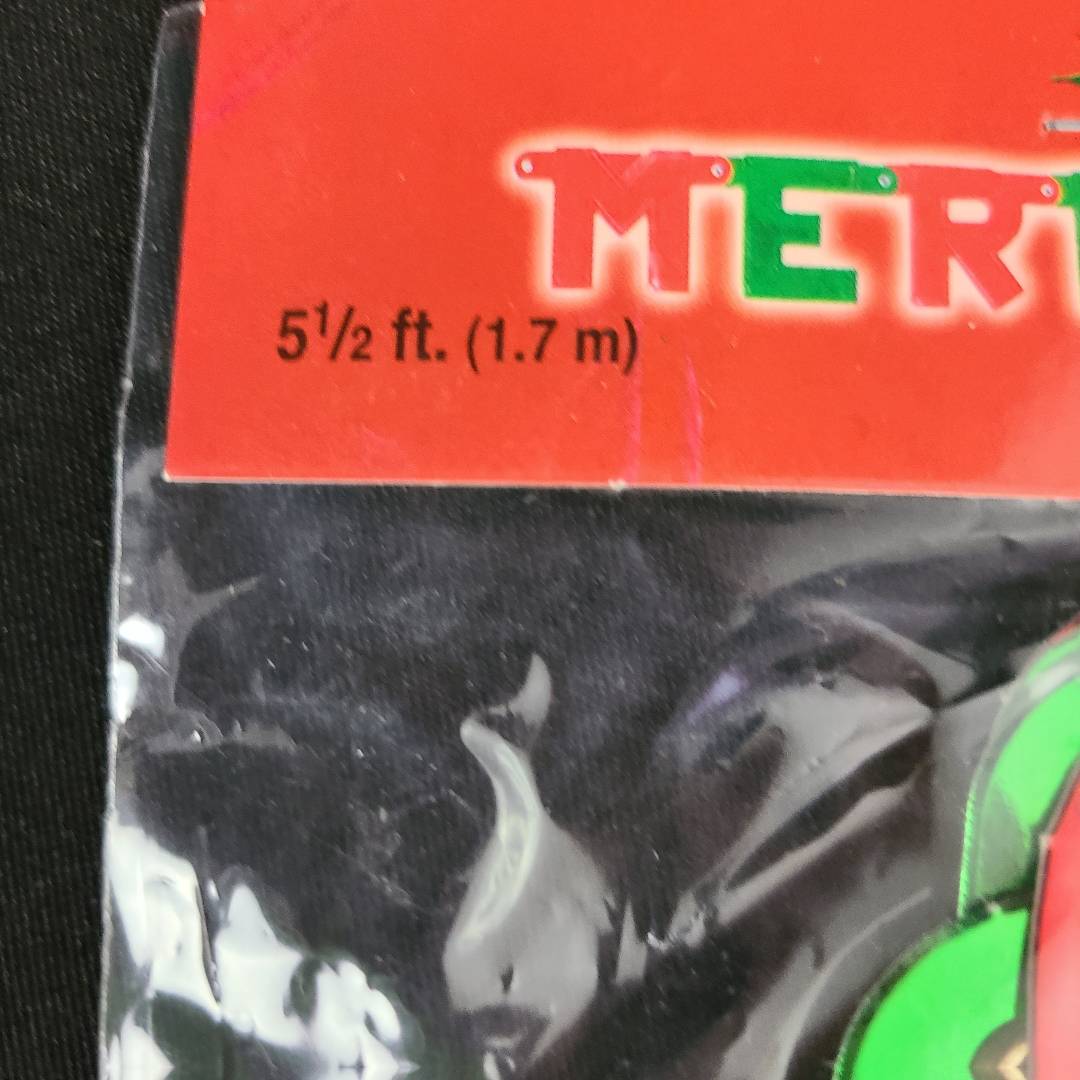 MER
5½ ft. (1.7 m)